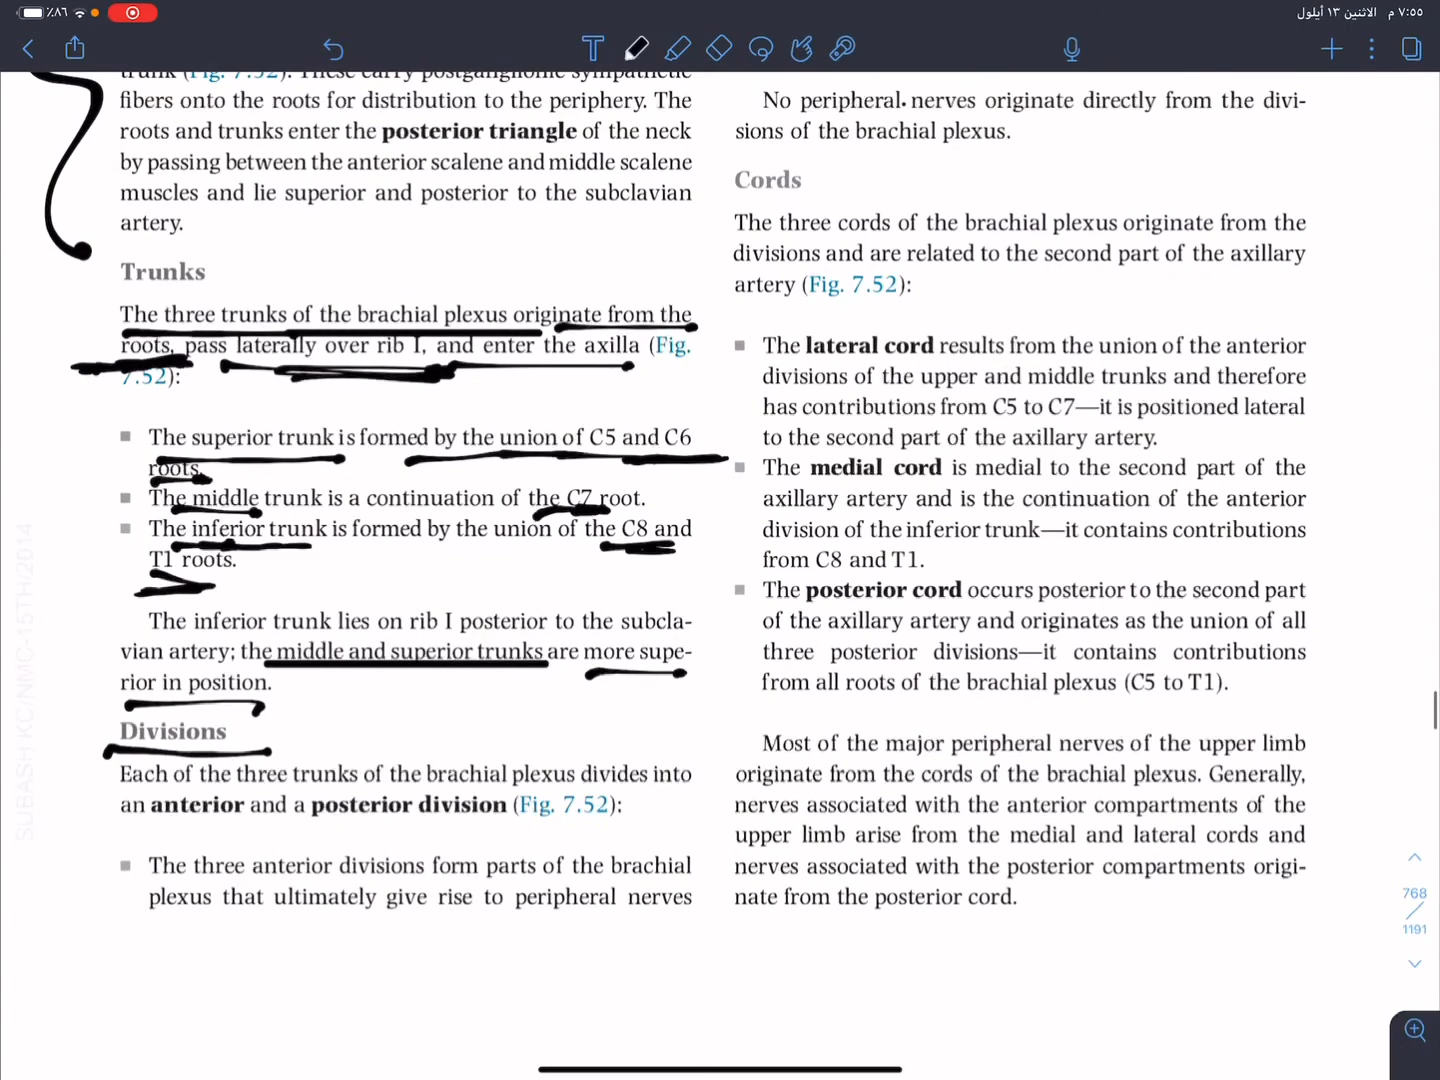 ٪٨٦
٧:٥٥ م الاثنين ١٣ أيلول
trunk (Fig. 7.52). These carry postganglionic sympathetic
fibers onto the roots for distribution to the periphery. The
roots and trunks enter the posterior triangle of the neck
by passing between the anterior scalene and middle scalene
muscles and lie superior and posterior to the subclavian
artery.
Trunks
The three trunks of the brachial plexus originate from the
roots, pass laterally over rib I, and enter the axilla (Fig.
7.52):
■ The superior trunk is formed by the union of C5 and C6
roots.
■ The middle trunk is a continuation of the C7 root.
■ The inferior trunk is formed by the union of the C8 and
T1 roots.
The inferior trunk lies on rib I posterior to the subcla-
vian artery; the middle and superior trunks are more supe-
rior in position.
Divisions
Each of the three trunks of the brachial plexus divides into
an anterior and a posterior division (Fig. 7.52):
■ The three anterior divisions form parts of the brachial
plexus that ultimately give rise to peripheral nerves
No peripheral nerves originate directly from the divi-
sions of the brachial plexus.
Cords
The three cords of the brachial plexus originate from the
divisions and are related to the second part of the axillary
artery (Fig. 7.52):
■ The lateral cord results from the union of the anterior
divisions of the upper and middle trunks and therefore
has contributions from C5 to C7—it is positioned lateral
to the second part of the axillary artery.
■ The medial cord is medial to the second part of the
axillary artery and is the continuation of the anterior
division of the inferior trunk—it contains contributions
from C8 and T1.
■ The posterior cord occurs posterior to the second part
of the axillary artery and originates as the union of all
three posterior divisions—it contains contributions
from all roots of the brachial plexus (C5 to T1).
Most of the major peripheral nerves of the upper limb
originate from the cords of the brachial plexus. Generally,
nerves associated with the anterior compartments of the
upper limb arise from the medial and lateral cords and
nerves associated with the posterior compartments origi-
nate from the posterior cord.
SUBASH KC/NMC-15TH/2014
768
1191